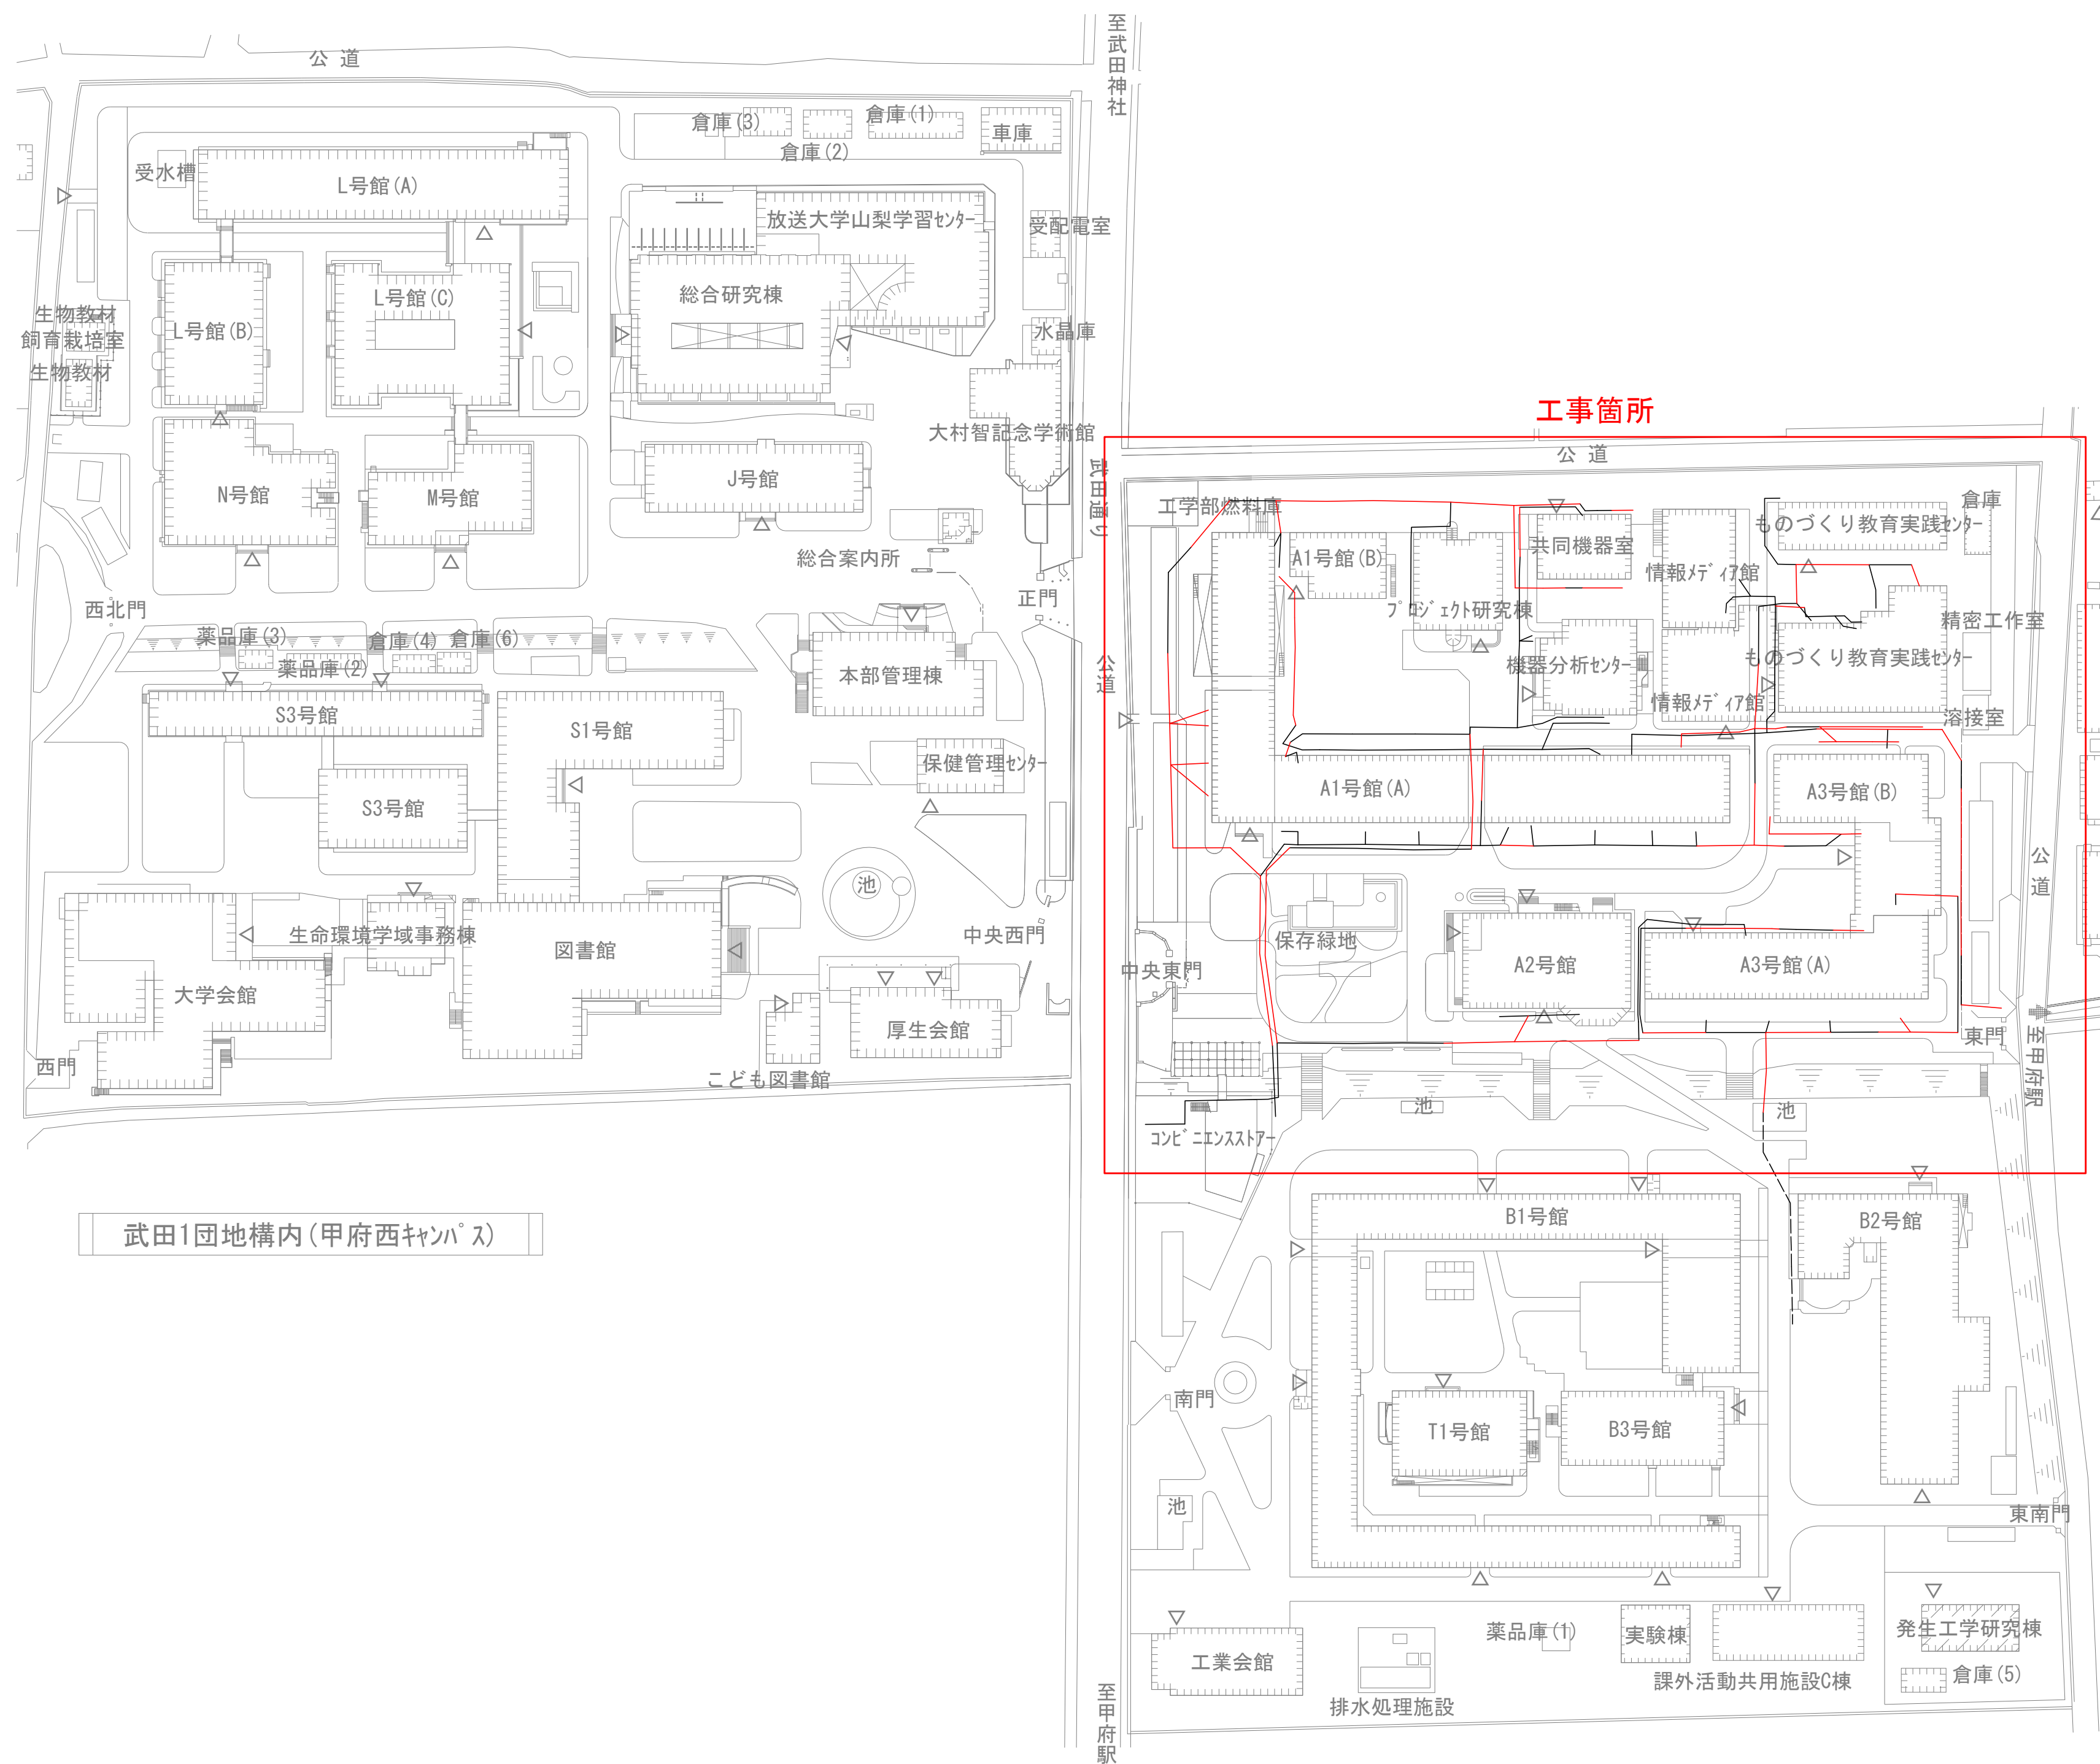 公 道
至武田神社
倉庫(3)
倉庫(1)
倉庫(2)
車庫
受水槽
L号館(A)
放送大学山梨学習ｾﾝﾀｰ
受配電室
L号館(C)
総合研究棟
生物教材
飼育栽培室
L号館(B)
水晶庫
生物教材
工事箇所
大村智記念学術館
公 道
武田通り
J号館
N号館
M号館
工学部燃料庫
倉庫
ものづくり教育実践ｾﾝﾀｰ
共同機器室
A1号館(B)
総合案内所
情報ﾒﾃﾞｨｱ館
正門
西北門
ﾌﾟﾛｼﾞｪｸﾄ研究棟
精密工作室
薬品庫(3)
倉庫(4)
倉庫(6)
薬品庫(2)
機器分析ｾﾝﾀｰ
ものづくり教育実践ｾﾝﾀｰ
本部管理棟
公道
情報ﾒﾃﾞｨｱ館
溶接室
S3号館
S1号館
保健管理ｾﾝﾀｰ
A1号館(A)
A3号館(B)
S3号館
公道
池
生命環境学域事務棟
図書館
中央西門
保存緑地
中央東門
A2号館
A3号館(A)
大学会館
厚生会館
東門
至甲府駅
西門
こども図書館
池
池
ｺﾝﾋﾞﾆｴﾝｽｽﾄｱｰ
武田1団地構内(甲府西ｷｬﾝﾊﾟｽ)
B1号館
B2号館
南門
T1号館
B3号館
池
東南門
薬品庫(1)
実験棟
発生工学研究棟
工業会館
課外活動共用施設C棟
倉庫(5)
排水処理施設
至甲府駅